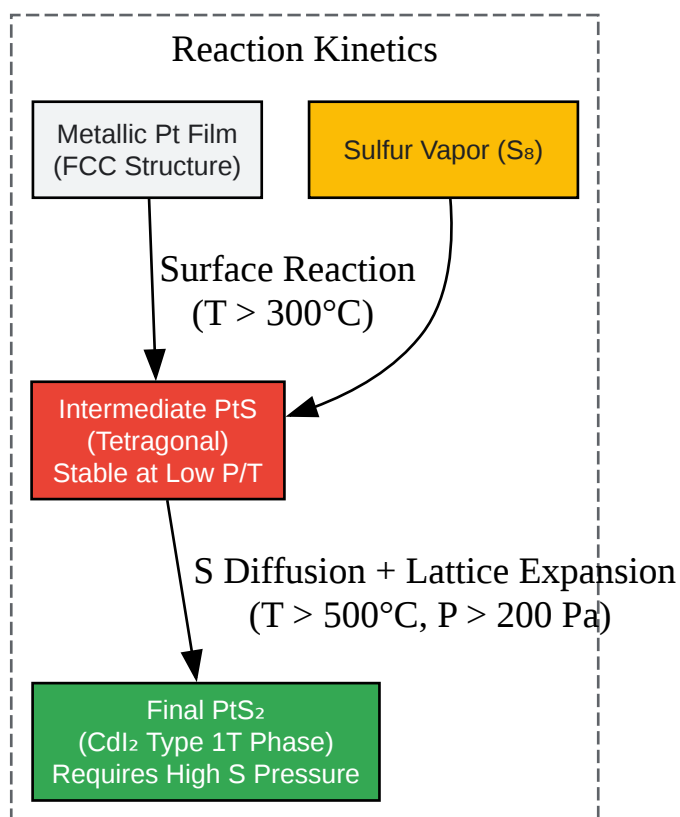 Reaction Kinetics
Metallic Pt Film
(FCC Structure)
Sulfur Vapor (S₈)
Surface Reaction
(T > 300°C)
Intermediate PtS
(Tetragonal)
Stable at Low P/T
S Diffusion + Lattice Expansion
(T > 500°C, P > 200 Pa)
Final PtS₂
(CdI₂ Type 1T Phase)
Requires High S Pressure